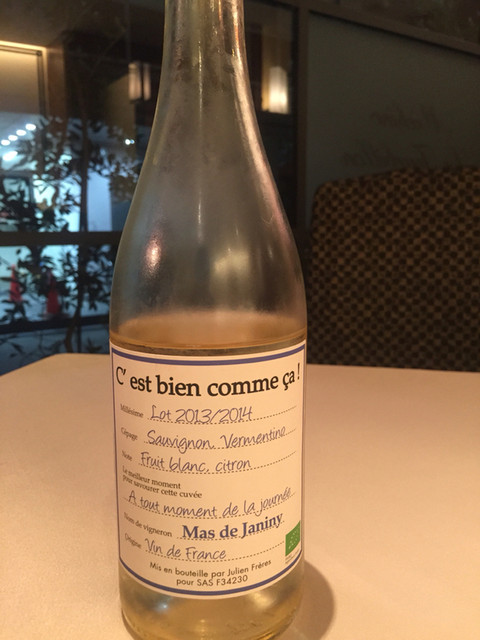 C' est bien comme ça !
Millésime Lot 2013/2014
Cépage Sauvignon, Vermentino
Note Fruit blanc, citron
Le meilleur moment
pour savourer cette cuvée
A tout moment de la journée
Nom de vigneron Mas de Janiny
Origine Vin de France
Mis en bouteille par Julien Frères
pour SAS F34230